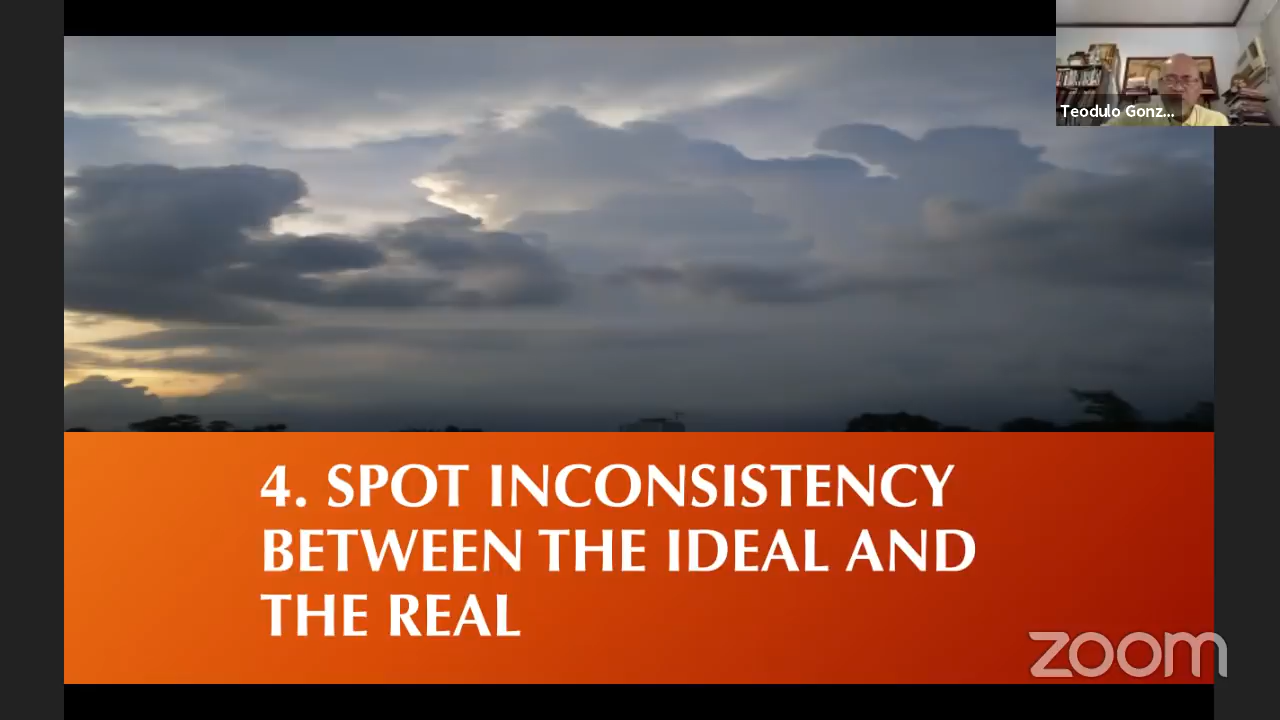 Teodulo Gonz...
4. SPOT INCONSISTENCY
BETWEEN THE IDEAL AND
THE REAL
zoom